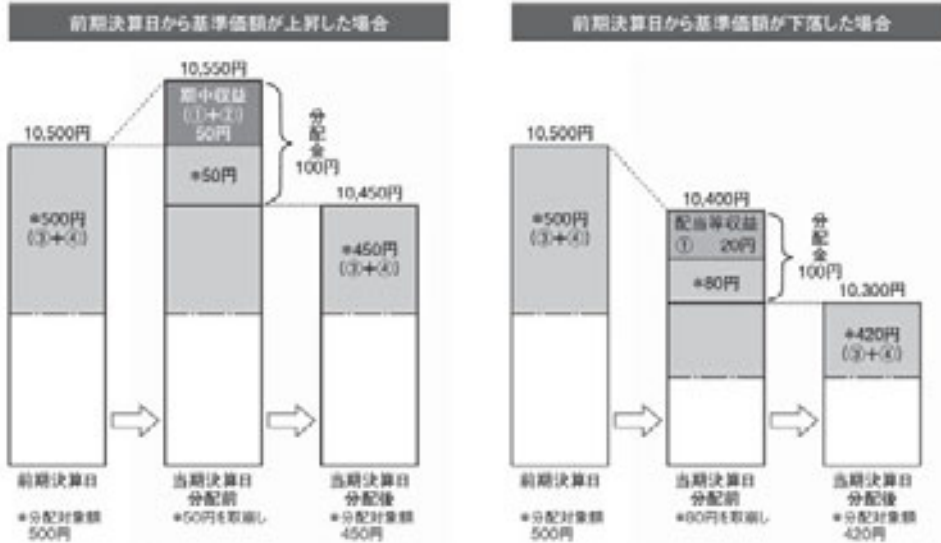 前期決算日から基準価額が上昇した場合
10,550円
期中収益
(①+②)
50円
*50円
分配金
100円
10,500円
*500円
(③+④)
10,450円
*450円
(③+④)
前期決算日
当期決算日
分配前
当期決算日
分配後
*分配対象額
500円
*50円を取崩し
*分配対象額
450円
前期決算日から基準価額が下落した場合
10,500円
*500円
(③+④)
10,400円
配当等収益
① 20円
*80円
分配金
100円
10,300円
*420円
(③+④)
前期決算日
当期決算日
分配前
当期決算日
分配後
*分配対象額
500円
*80円を取崩し
*分配対象額
420円